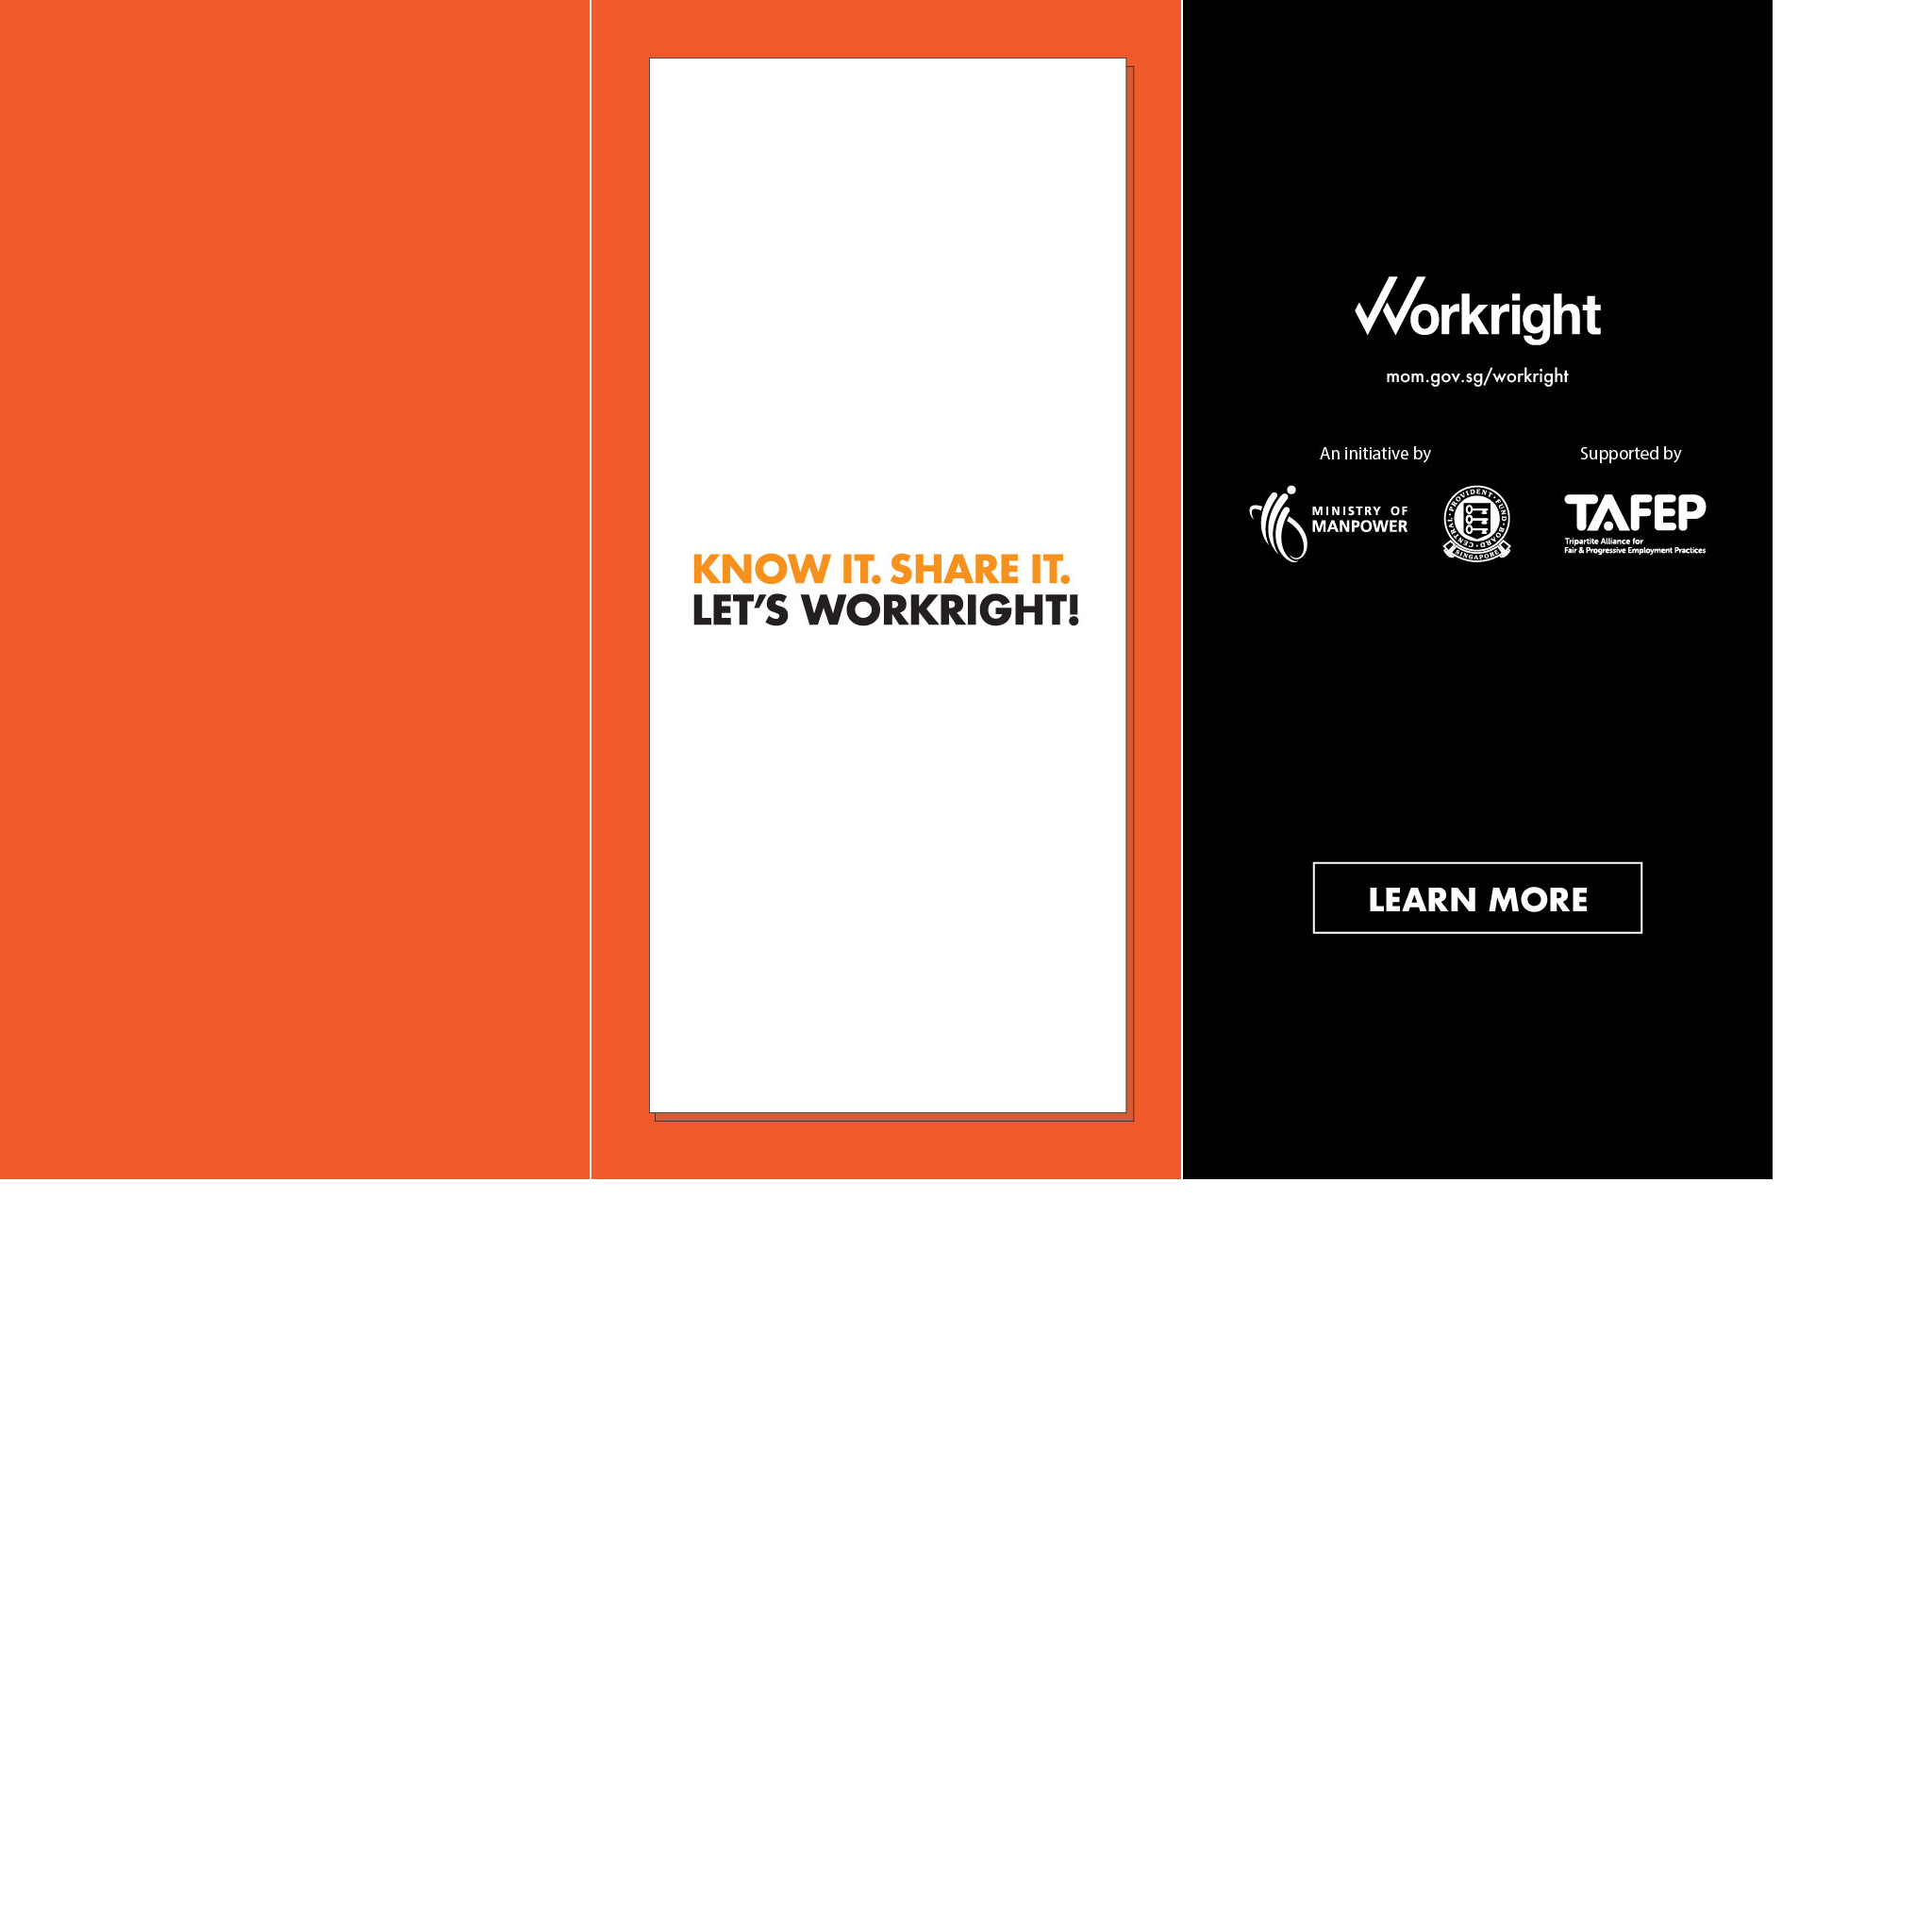 KNOW IT. SHARE IT.
LET'S WORKRIGHT!
Workright
mom.gov.sg/workright
An initiative by
MINISTRY OF
MANPOWER
CENTRAL · PROVIDENT · FUND · BOARD
SINGAPORE
Supported by
TAFEP
Tripartite Alliance for
Fair & Progressive Employment Practices
LEARN MORE